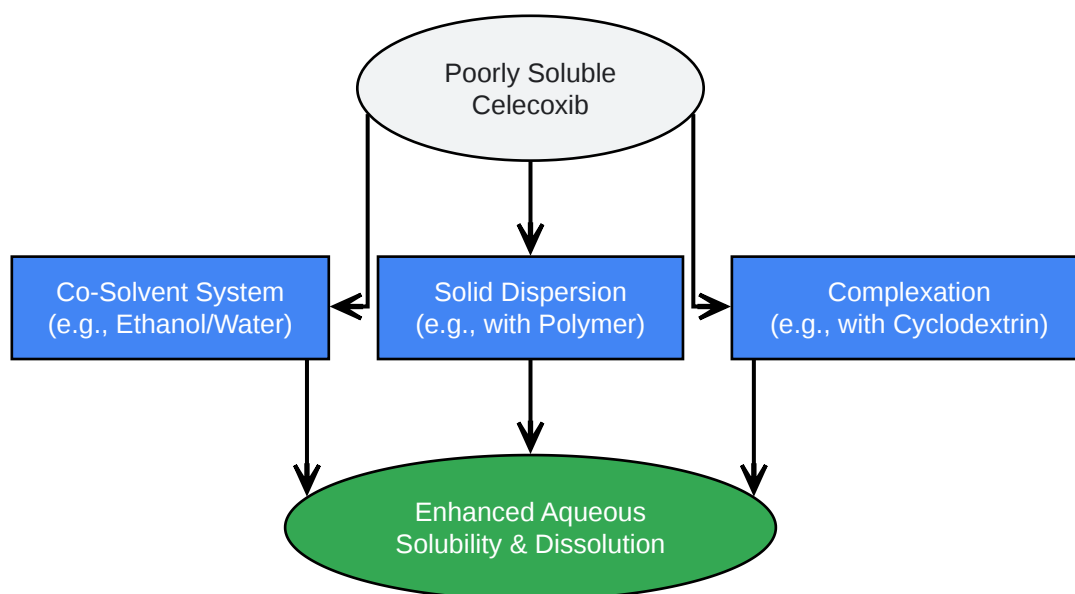 Poorly Soluble
Celecoxib
Co-Solvent System
(e.g., Ethanol/Water)
Solid Dispersion
(e.g., with Polymer)
Complexation
(e.g., with Cyclodextrin)
Enhanced Aqueous
Solubility & Dissolution